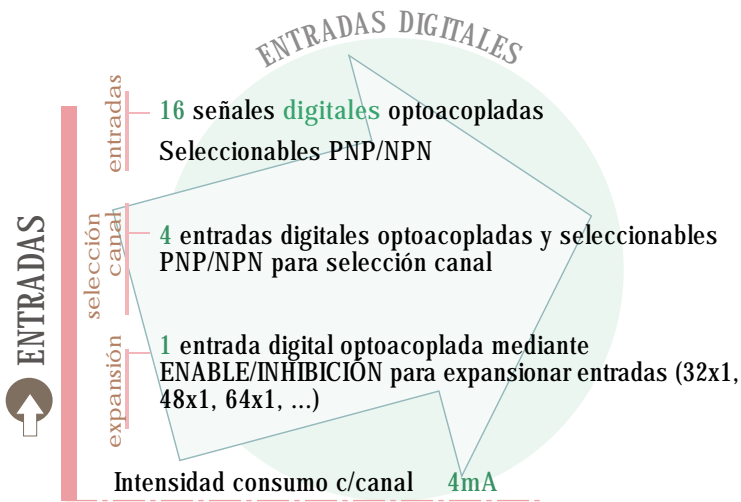 ENTRADAS DIGITALES
ENTRADAS
entradas
16 señales digitales optoacopladas
Seleccionables PNP/NPN
selección
canal
4 entradas digitales optoacopladas y seleccionables
PNP/NPN para selección canal
expansión
1 entrada digital optoacoplada mediante
ENABLE/INHIBICIÓN para expansionar entradas (32x1,
48x1, 64x1, ...)
Intensidad consumo c/canal 4mA